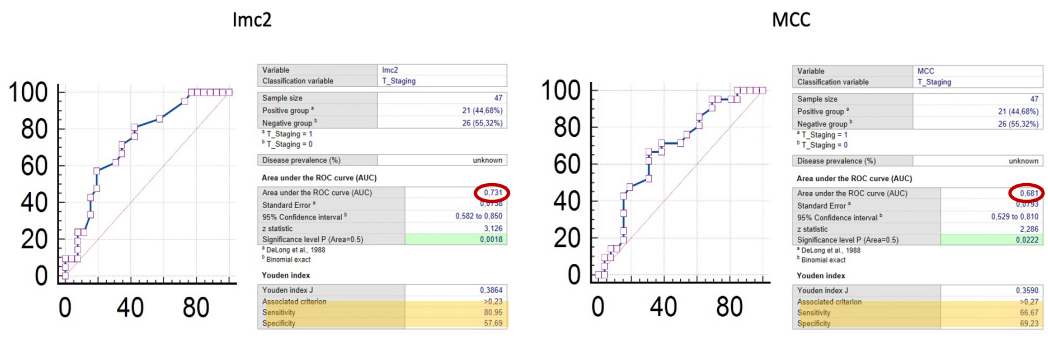 Imc2
100
80
60
40
20
0
0 40 80
Variable Imc2
Classification variable T_Staging
Sample size 47
Positive group a 21 (44,68%)
Negative group b 26 (55,32%)
a T_Staging = 1
b T_Staging = 0
Disease prevalence (%) unknown
Area under the ROC curve (AUC)
Area under the ROC curve (AUC) 0,731
Standard Error a 0,0738
95% Confidence interval b 0,582 to 0,850
z statistic 3,126
Significance level P (Area=0.5) 0,0018
a DeLong et al., 1988
b Binomial exact
Youden index
Youden index J 0,3864
Associated criterion >0,23
Sensitivity 80,95
Specificity 57,69
MCC
100
80
60
40
20
0
0 40 80
Variable MCC
Classification variable T_Staging
Sample size 47
Positive group a 21 (44,68%)
Negative group b 26 (55,32%)
a T_Staging = 1
b T_Staging = 0
Disease prevalence (%) unknown
Area under the ROC curve (AUC)
Area under the ROC curve (AUC) 0,681
Standard Error a 0,0793
95% Confidence interval b 0,529 to 0,810
z statistic 2,286
Significance level P (Area=0.5) 0,0222
a DeLong et al., 1988
b Binomial exact
Youden index
Youden index J 0,3590
Associated criterion >0,27
Sensitivity 66,67
Specificity 69,23